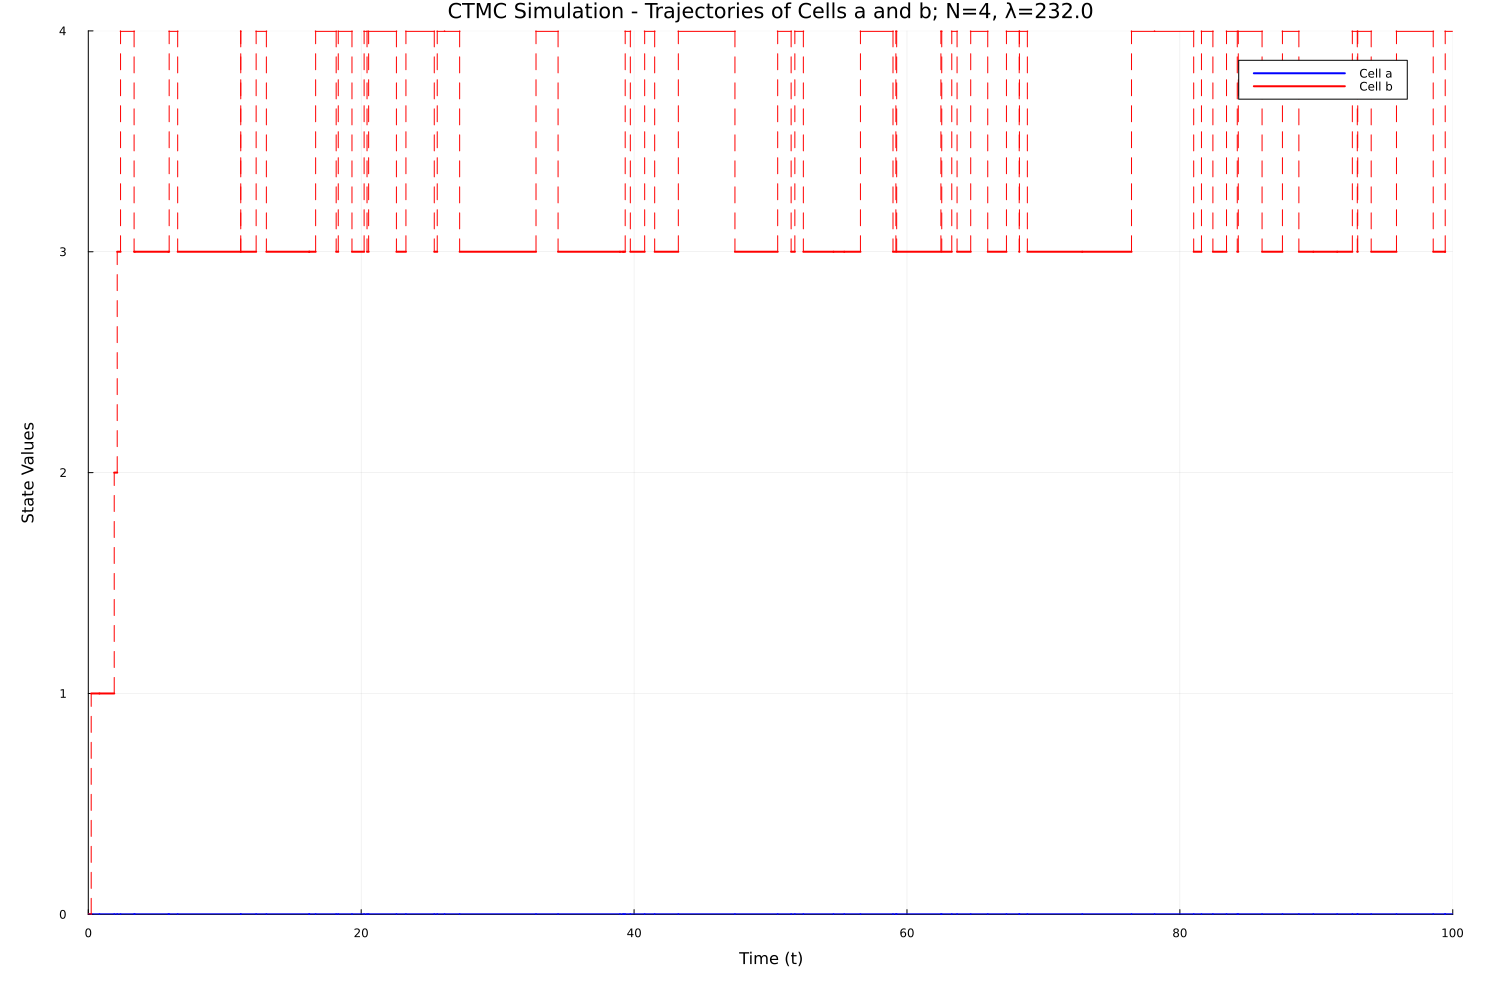 CTMC Simulation - Trajectories of Cells a and b; N=4, λ=232.0
4
Cell a
Cell b
3
State Values
2
1
0
0 20 40 60 80 100
Time (t)